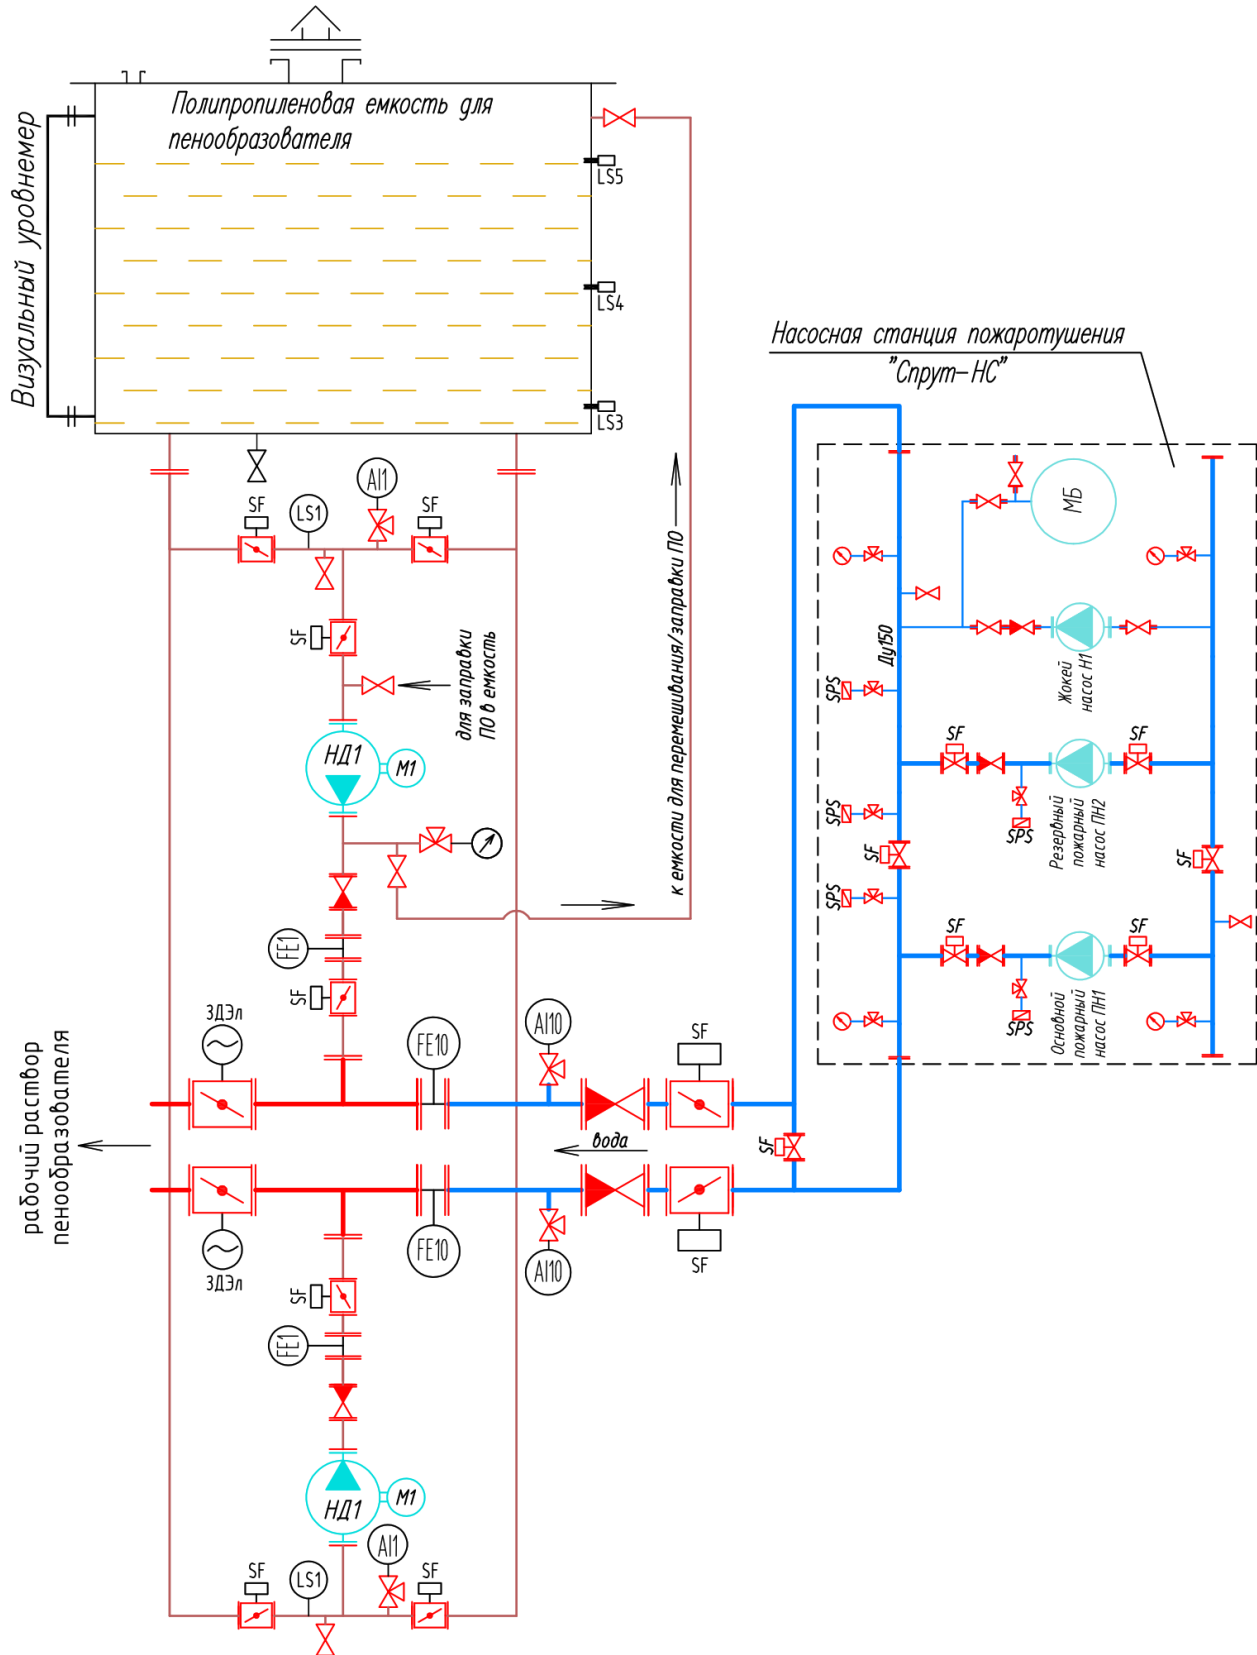 Полипропиленовая емкость для
пенообразователя
Визуальный уровнемер
LS5
LS4
LS3
SF
LS1
AI1
SF
SF
для заправки
ПО в емкость
к емкости для перемешивания/заправки ПО
НД1
М1
FE1
SF
ЗДЭл
FE10
AI10
SF
рабочий раствор
пенообразователя
вода
SF
ЗДЭл
FE10
AI10
SF
SF
FE1
НД1
М1
SF
LS1
AI1
SF
Насосная станция пожаротушения
"Спрут-НС"
МБ
Ду150
Жокей
насос Н1
SPS
SF
SF
SPS
SPS
Резервный
пожарный
насос ПН2
SF
SF
SPS
SF
SF
SPS
Основной
пожарный
насос ПН1